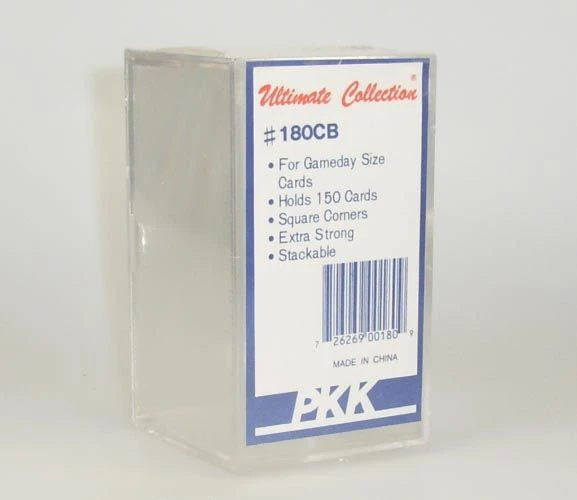 Ultimate Collection®
#180CB
• For Gameday Size
Cards
• Holds 150 Cards
• Square Corners
• Extra Strong
• Stackable
7 26269 00180 9
MADE IN CHINA
PKK